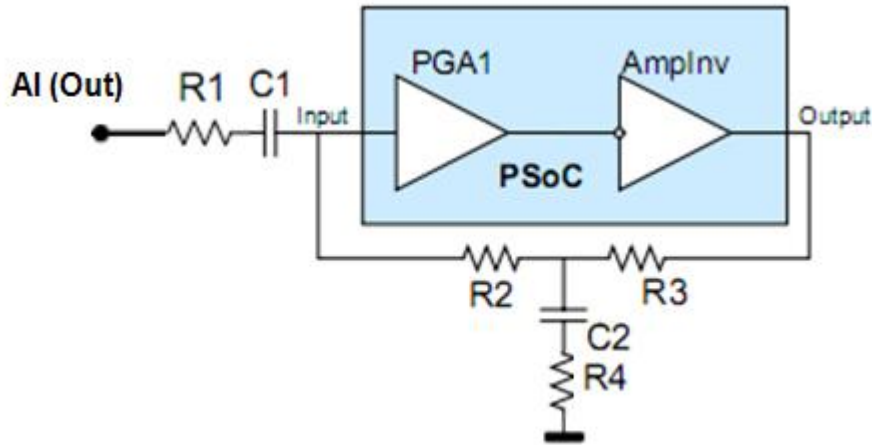 PGA1
AmpInv
AI (Out)
R1
C1
Input
Output
PSoC
R2
R3
C2
R4